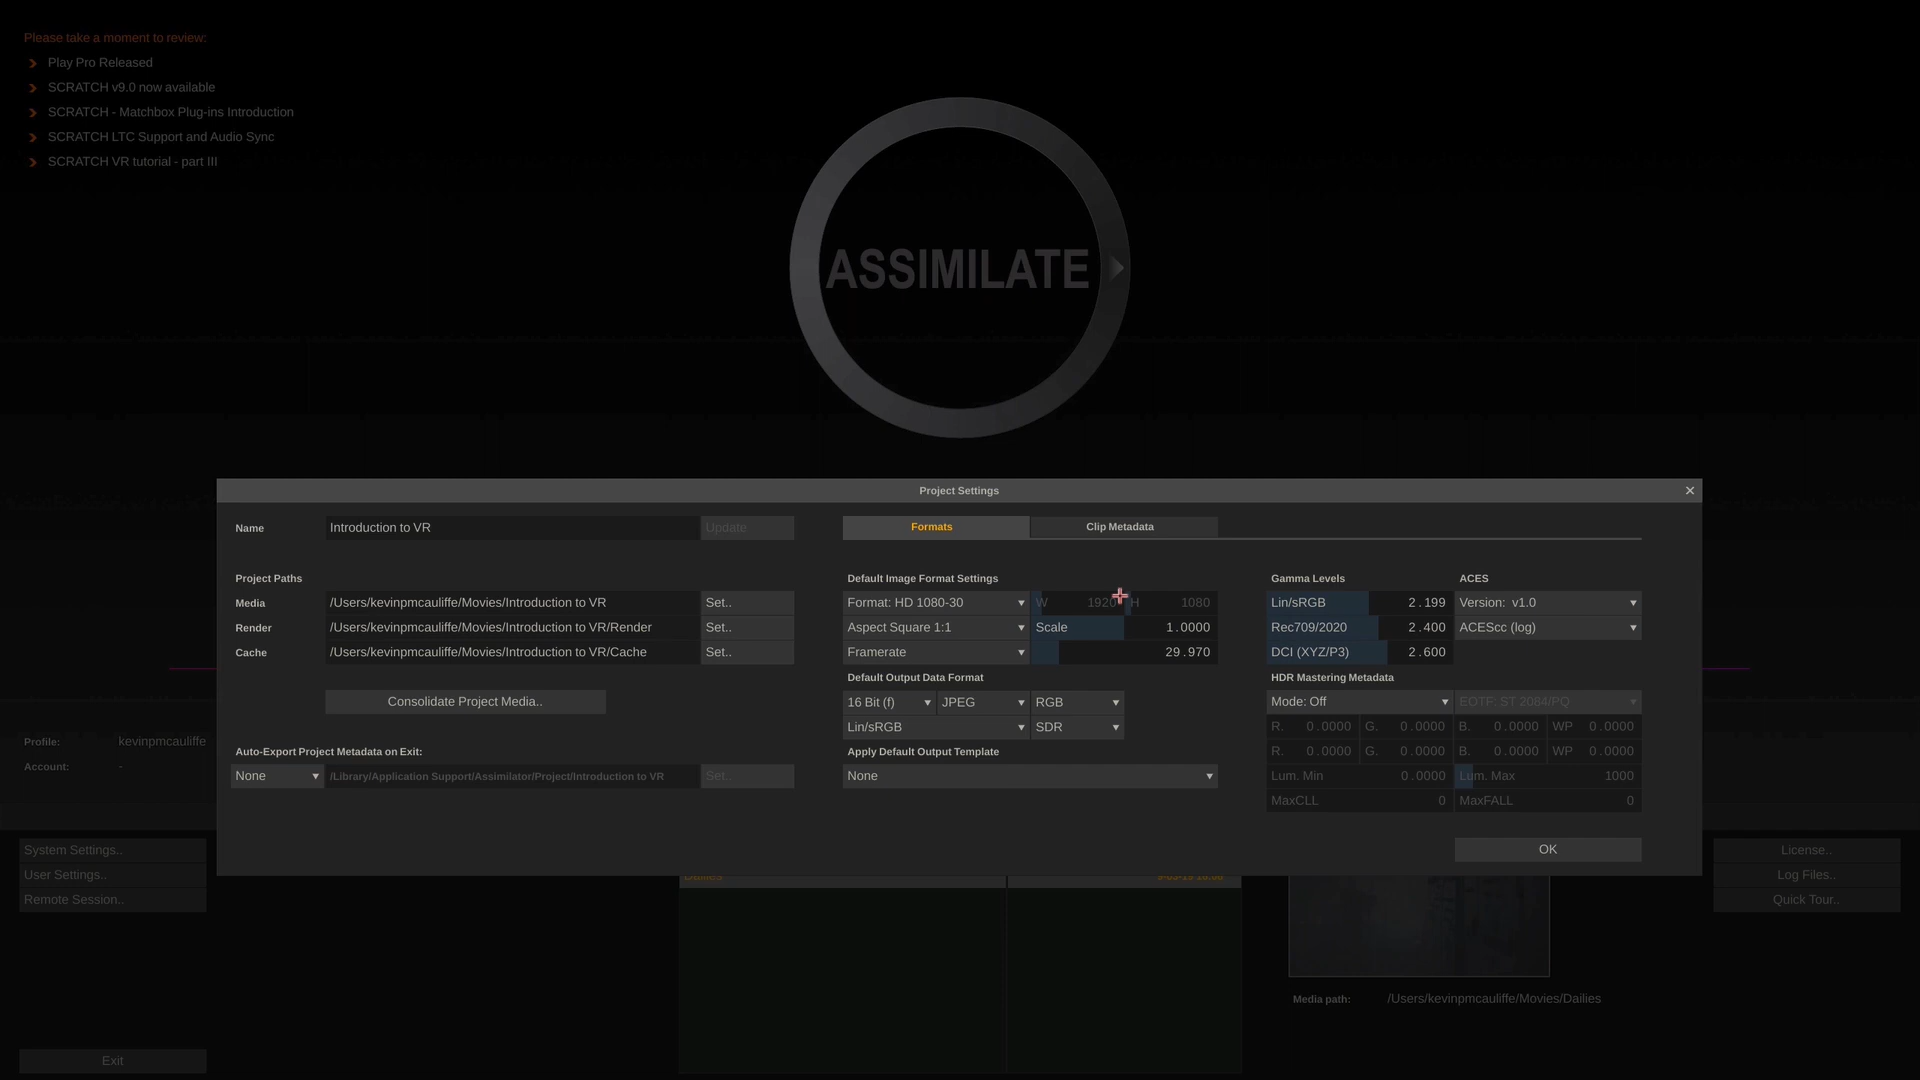 Please take a moment to review:
Play Pro Released
SCRATCH v9.0 now available
SCRATCH - Matchbox Plug-ins Introduction
SCRATCH LTC Support and Audio Sync
SCRATCH VR tutorial - part III
ASSIMILATE
Project Settings
Name Introduction to VR Update
Formats Clip Metadata
Project Paths
Media /Users/kevinpmcauliffe/Movies/Introduction to VR Set..
Render /Users/kevinpmcauliffe/Movies/Introduction to VR/Render Set..
Cache /Users/kevinpmcauliffe/Movies/Introduction to VR/Cache Set..
Consolidate Project Media..
Auto-Export Project Metadata on Exit:
None /Library/Application Support/Assimilator/Project/Introduction to VR Set..
Default Image Format Settings
Format: HD 1080-30 W 1920 H 1080
Aspect Square 1:1 Scale 1.0000
Framerate 29.970
Default Output Data Format
16 Bit (f) JPEG RGB
Lin/sRGB SDR
Apply Default Output Template
None
Gamma Levels ACES
Lin/sRGB 2.199 Version: v1.0
Rec709/2020 2.400 ACEScc (log)
DCI (XYZ/P3) 2.600
HDR Mastering Metadata
Mode: Off EOTF: ST 2084/PQ
R. 0.0000 G. 0.0000 B. 0.0000 WP 0.0000
R. 0.0000 G. 0.0000 B. 0.0000 WP 0.0000
Lum. Min 0.0000 Lum. Max 1000
MaxCLL 0 MaxFALL 0
OK
Profile: kevinpmcauliffe
Account: -
System Settings..
User Settings..
Remote Session..
Exit
Dailies
License..
Log Files..
Quick Tour..
Media path: /Users/kevinpmcauliffe/Movies/Dailies